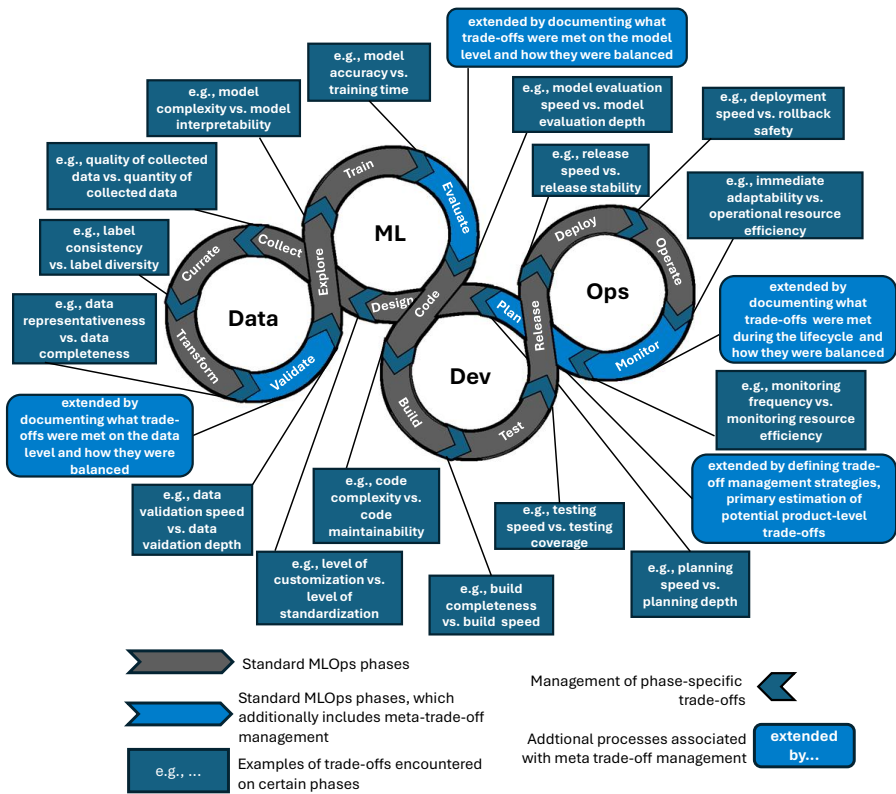 extended by documenting what
trade-offs were met on the model
level and how they were balanced
e.g., model
accuracy vs.
training time
e.g., model
complexity vs. model
interpretability
e.g., model evaluation
speed vs. model
evaluation depth
e.g., deployment
speed vs. rollback
safety
e.g., quality of collected
data vs. quantity of
collected data
e.g., release
speed vs.
release stability
e.g., immediate
adaptability vs.
operational resource
efficiency
e.g., label
consistency
vs. label diversity
e.g., data
representativeness
vs. data
completeness
extended by
documenting what
trade-offs were met
during the lifecycle and
how they were balanced
extended by
documenting what trade-
offs were met on the data
level and how they were
balanced
e.g., monitoring
frequency vs.
monitoring resource
efficiency
extended by defining trade-
off management strategies,
primary estimation of
potential product-level
trade-offs
e.g., data
validation speed
vs. data
vaidation depth
e.g., code
complexity vs.
code
maintainability
e.g., testing
speed vs. testing
coverage
e.g., level of
customization vs.
level of
standardization
e.g., build
completeness
vs. build speed
e.g., planning
speed vs.
planning depth
Data
Collect
Currate
Transform
Validate
ML
Explore
Train
Evaluate
Code
Design
Dev
Build
Test
Release
Plan
Ops
Deploy
Operate
Monitor
Standard MLOps phases
Standard MLOps phases, which
additionally includes meta-trade-off
management
e.g., ...
Examples of trade-offs encountered
on certain phases
Management of phase-specific
trade-offs
Addtional processes associated
with meta trade-off management
extended
by...